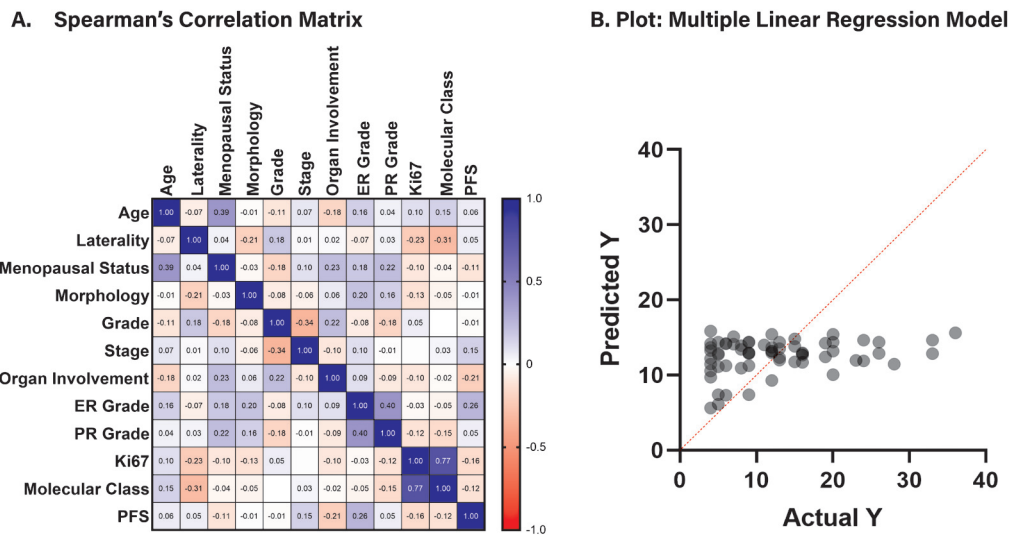 A. Spearman’s Correlation Matrix
Age
Laterality
Menopausal Status
Morphology
Grade
Stage
Organ Involvement
ER Grade
PR Grade
Ki67
Molecular Class
PFS
Age 1.00 -0.07 0.39 -0.01 -0.11 0.07 -0.18 0.16 0.04 0.10 0.15 0.06
Laterality -0.07 1.00 0.04 -0.21 0.18 0.01 0.02 -0.07 0.03 -0.23 -0.31 0.05
Menopausal Status 0.39 0.04 1.00 -0.03 -0.18 0.10 0.23 0.18 0.22 -0.10 -0.04 -0.11
Morphology -0.01 -0.21 -0.03 1.00 -0.08 -0.06 0.06 0.20 0.16 -0.13 -0.05 -0.01
Grade -0.11 0.18 -0.18 -0.08 1.00 -0.34 0.22 -0.08 -0.18 0.05 -0.01
Stage 0.07 0.01 0.10 -0.06 -0.34 1.00 -0.10 0.10 -0.01 0.03 0.15
Organ Involvement -0.18 0.02 0.23 0.06 0.22 -0.10 1.00 0.09 -0.09 -0.10 -0.02 -0.21
ER Grade 0.16 -0.07 0.18 0.20 -0.08 0.10 0.09 1.00 0.40 -0.03 -0.05 0.26
PR Grade 0.04 0.03 0.22 0.16 -0.18 -0.01 -0.09 0.40 1.00 -0.12 -0.15 0.05
Ki67 0.10 -0.23 -0.10 -0.13 0.05 -0.10 -0.03 -0.12 1.00 0.77 -0.16
Molecular Class 0.15 -0.31 -0.04 -0.05 0.03 -0.02 -0.05 -0.15 0.77 1.00 -0.12
PFS 0.06 0.05 -0.11 -0.01 -0.01 0.15 -0.21 0.26 0.05 -0.16 -0.12 1.00
1.0
0.5
0
-0.5
-1.0
B. Plot: Multiple Linear Regression Model
Predicted Y
40
30
20
10
0
0 10 20 30 40
Actual Y